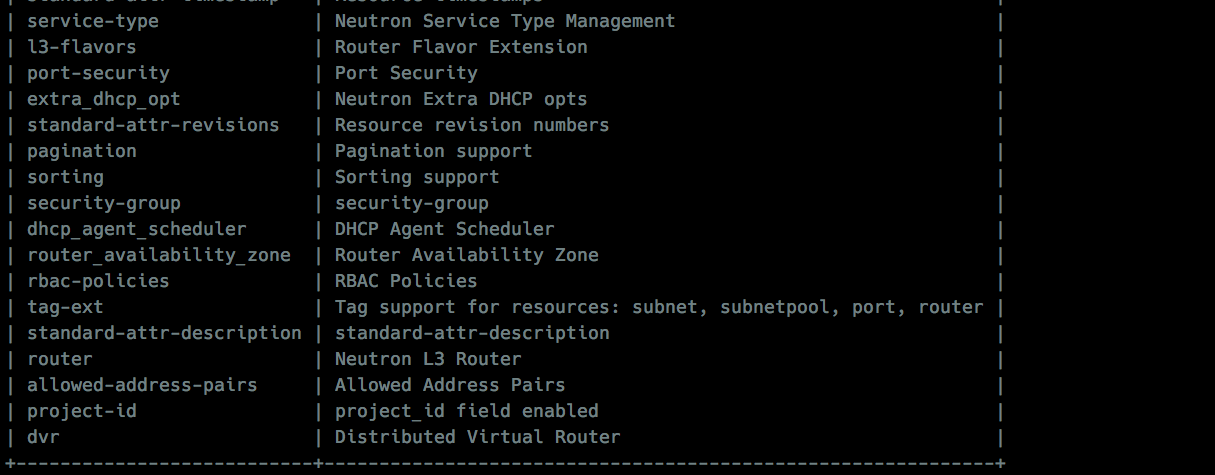 | service-type | Neutron Service Type Management |
| l3-flavors | Router Flavor Extension |
| port-security | Port Security |
| extra_dhcp_opt | Neutron Extra DHCP opts |
| standard-attr-revisions | Resource revision numbers |
| pagination | Pagination support |
| sorting | Sorting support |
| security-group | security-group |
| dhcp_agent_scheduler | DHCP Agent Scheduler |
| router_availability_zone | Router Availability Zone |
| rbac-policies | RBAC Policies |
| tag-ext | Tag support for resources: subnet, subnetpool, port, router |
| standard-attr-description | standard-attr-description |
| router | Neutron L3 Router |
| allowed-address-pairs | Allowed Address Pairs |
| project-id | project_id field enabled |
| dvr | Distributed Virtual Router |
+---------------------------+-------------------------------------------------------------+